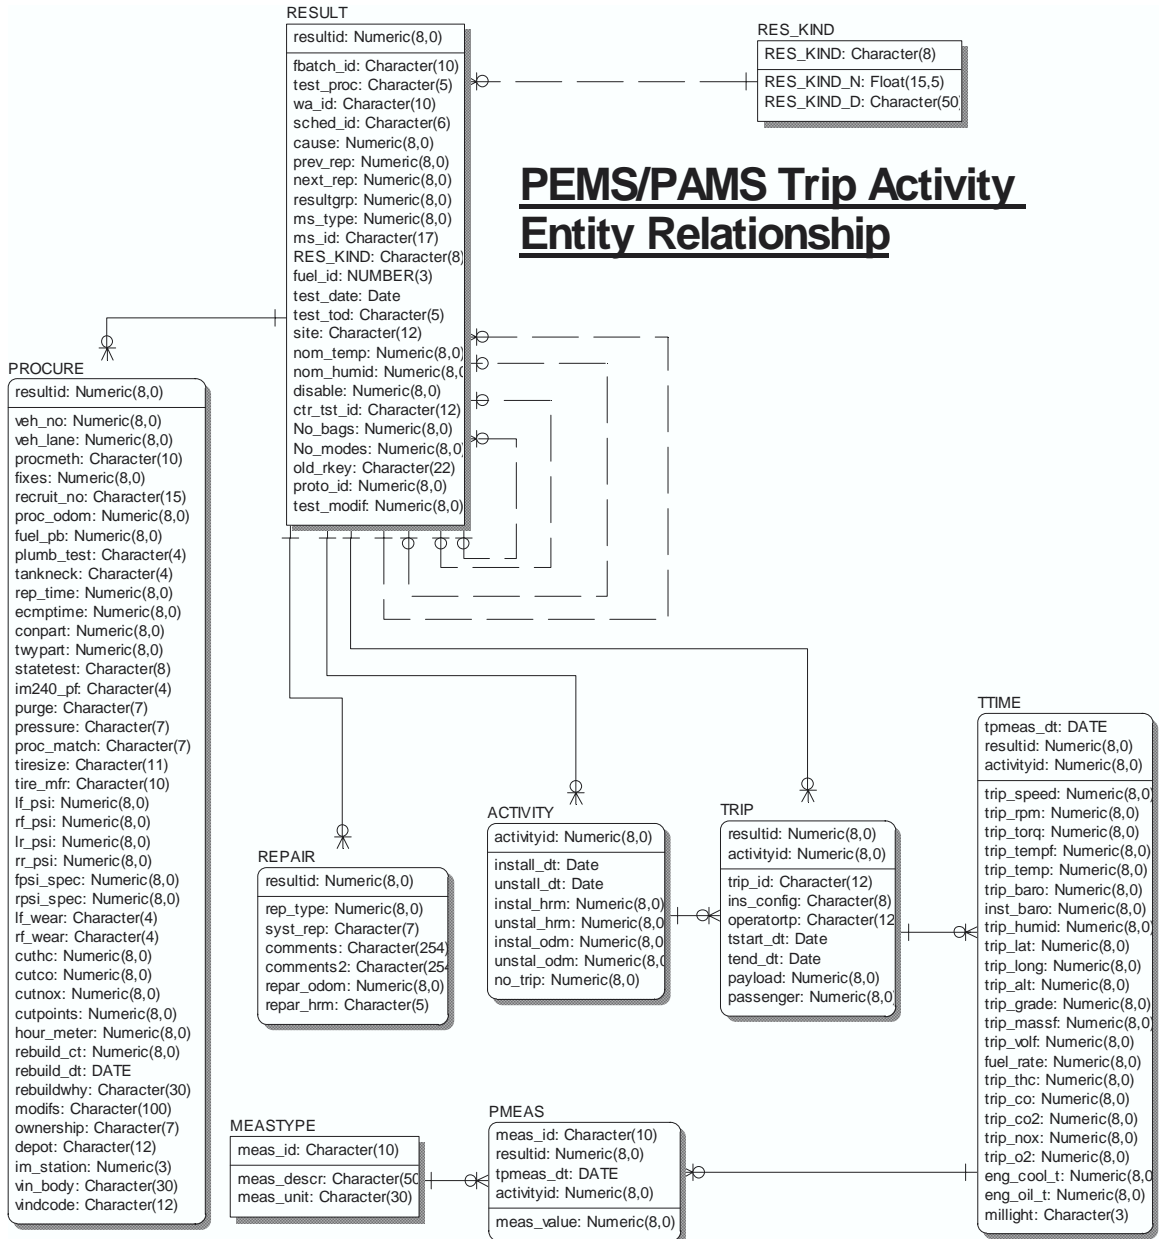 RESULT
resultid: Numeric(8,0)
fbatch_id: Character(10)
test_proc: Character(5)
wa_id: Character(10)
sched_id: Character(6)
cause: Numeric(8,0)
prev_rep: Numeric(8,0)
next_rep: Numeric(8,0)
resultgrp: Numeric(8,0)
ms_type: Numeric(8,0)
ms_id: Character(17)
RES_KIND: Character(8)
fuel_id: NUMBER(3)
test_date: Date
test_tod: Character(5)
site: Character(12)
nom_temp: Numeric(8,0)
nom_humid: Numeric(8,0
disable: Numeric(8,0)
ctr_tst_id: Character(12)
No_bags: Numeric(8,0)
No_modes: Numeric(8,0)
old_rkey: Character(22)
proto_id: Numeric(8,0)
test_modif: Numeric(8,0)
RES_KIND
RES_KIND: Character(8)
RES_KIND_N: Float(15,5)
RES_KIND_D: Character(50)
PEMS/PAMS Trip Activity
Entity Relationship
PROCURE
resultid: Numeric(8,0)
veh_no: Numeric(8,0)
veh_lane: Numeric(8,0)
procmeth: Character(10)
fixes: Numeric(8,0)
recruit_no: Character(15)
proc_odom: Numeric(8,0)
fuel_pb: Numeric(8,0)
plumb_test: Character(4)
tankneck: Character(4)
rep_time: Numeric(8,0)
ecmptime: Numeric(8,0)
conpart: Numeric(8,0)
twypart: Numeric(8,0)
statetest: Character(8)
im240_pf: Character(4)
purge: Character(7)
pressure: Character(7)
proc_match: Character(7)
tiresize: Character(11)
tire_mfr: Character(10)
lf_psi: Numeric(8,0)
rf_psi: Numeric(8,0)
lr_psi: Numeric(8,0)
rr_psi: Numeric(8,0)
fpsi_spec: Numeric(8,0)
rpsi_spec: Numeric(8,0)
lf_wear: Character(4)
rf_wear: Character(4)
cuthc: Numeric(8,0)
cutco: Numeric(8,0)
cutnox: Numeric(8,0)
cutpoints: Numeric(8,0)
hour_meter: Numeric(8,0)
rebuild_ct: Numeric(8,0)
rebuild_dt: DATE
rebuildwhy: Character(30)
modifs: Character(100)
ownership: Character(7)
depot: Character(12)
im_station: Numeric(3)
vin_body: Character(30)
vindcode: Character(12)
REPAIR
resultid: Numeric(8,0)
rep_type: Numeric(8,0)
syst_rep: Character(7)
comments: Character(254)
comments2: Character(254
repar_odom: Numeric(8,0)
repar_hrm: Character(5)
ACTIVITY
activityid: Numeric(8,0)
install_dt: Date
unstall_dt: Date
instal_hrm: Numeric(8,0)
unstal_hrm: Numeric(8,0
instal_odm: Numeric(8,0
unstal_odm: Numeric(8,0
no_trip: Numeric(8,0)
TRIP
resultid: Numeric(8,0)
activityid: Numeric(8,0)
trip_id: Character(12)
ins_config: Character(8)
operatortp: Character(12
tstart_dt: Date
tend_dt: Date
payload: Numeric(8,0)
passenger: Numeric(8,0)
TTIME
tpmeas_dt: DATE
resultid: Numeric(8,0)
activityid: Numeric(8,0)
trip_speed: Numeric(8,0)
trip_rpm: Numeric(8,0)
trip_torq: Numeric(8,0)
trip_tempf: Numeric(8,0)
trip_temp: Numeric(8,0)
trip_baro: Numeric(8,0)
inst_baro: Numeric(8,0)
trip_humid: Numeric(8,0)
trip_lat: Numeric(8,0)
trip_long: Numeric(8,0)
trip_alt: Numeric(8,0)
trip_grade: Numeric(8,0)
trip_massf: Numeric(8,0)
trip_volf: Numeric(8,0)
fuel_rate: Numeric(8,0)
trip_thc: Numeric(8,0)
trip_co: Numeric(8,0)
trip_co2: Numeric(8,0)
trip_nox: Numeric(8,0)
trip_o2: Numeric(8,0)
eng_cool_t: Numeric(8,0
eng_oil_t: Numeric(8,0)
millight: Character(3)
MEASTYPE
meas_id: Character(10)
meas_descr: Character(50
meas_unit: Character(30)
PMEAS
meas_id: Character(10)
resultid: Numeric(8,0)
tpmeas_dt: DATE
activityid: Numeric(8,0)
meas_value: Numeric(8,0)